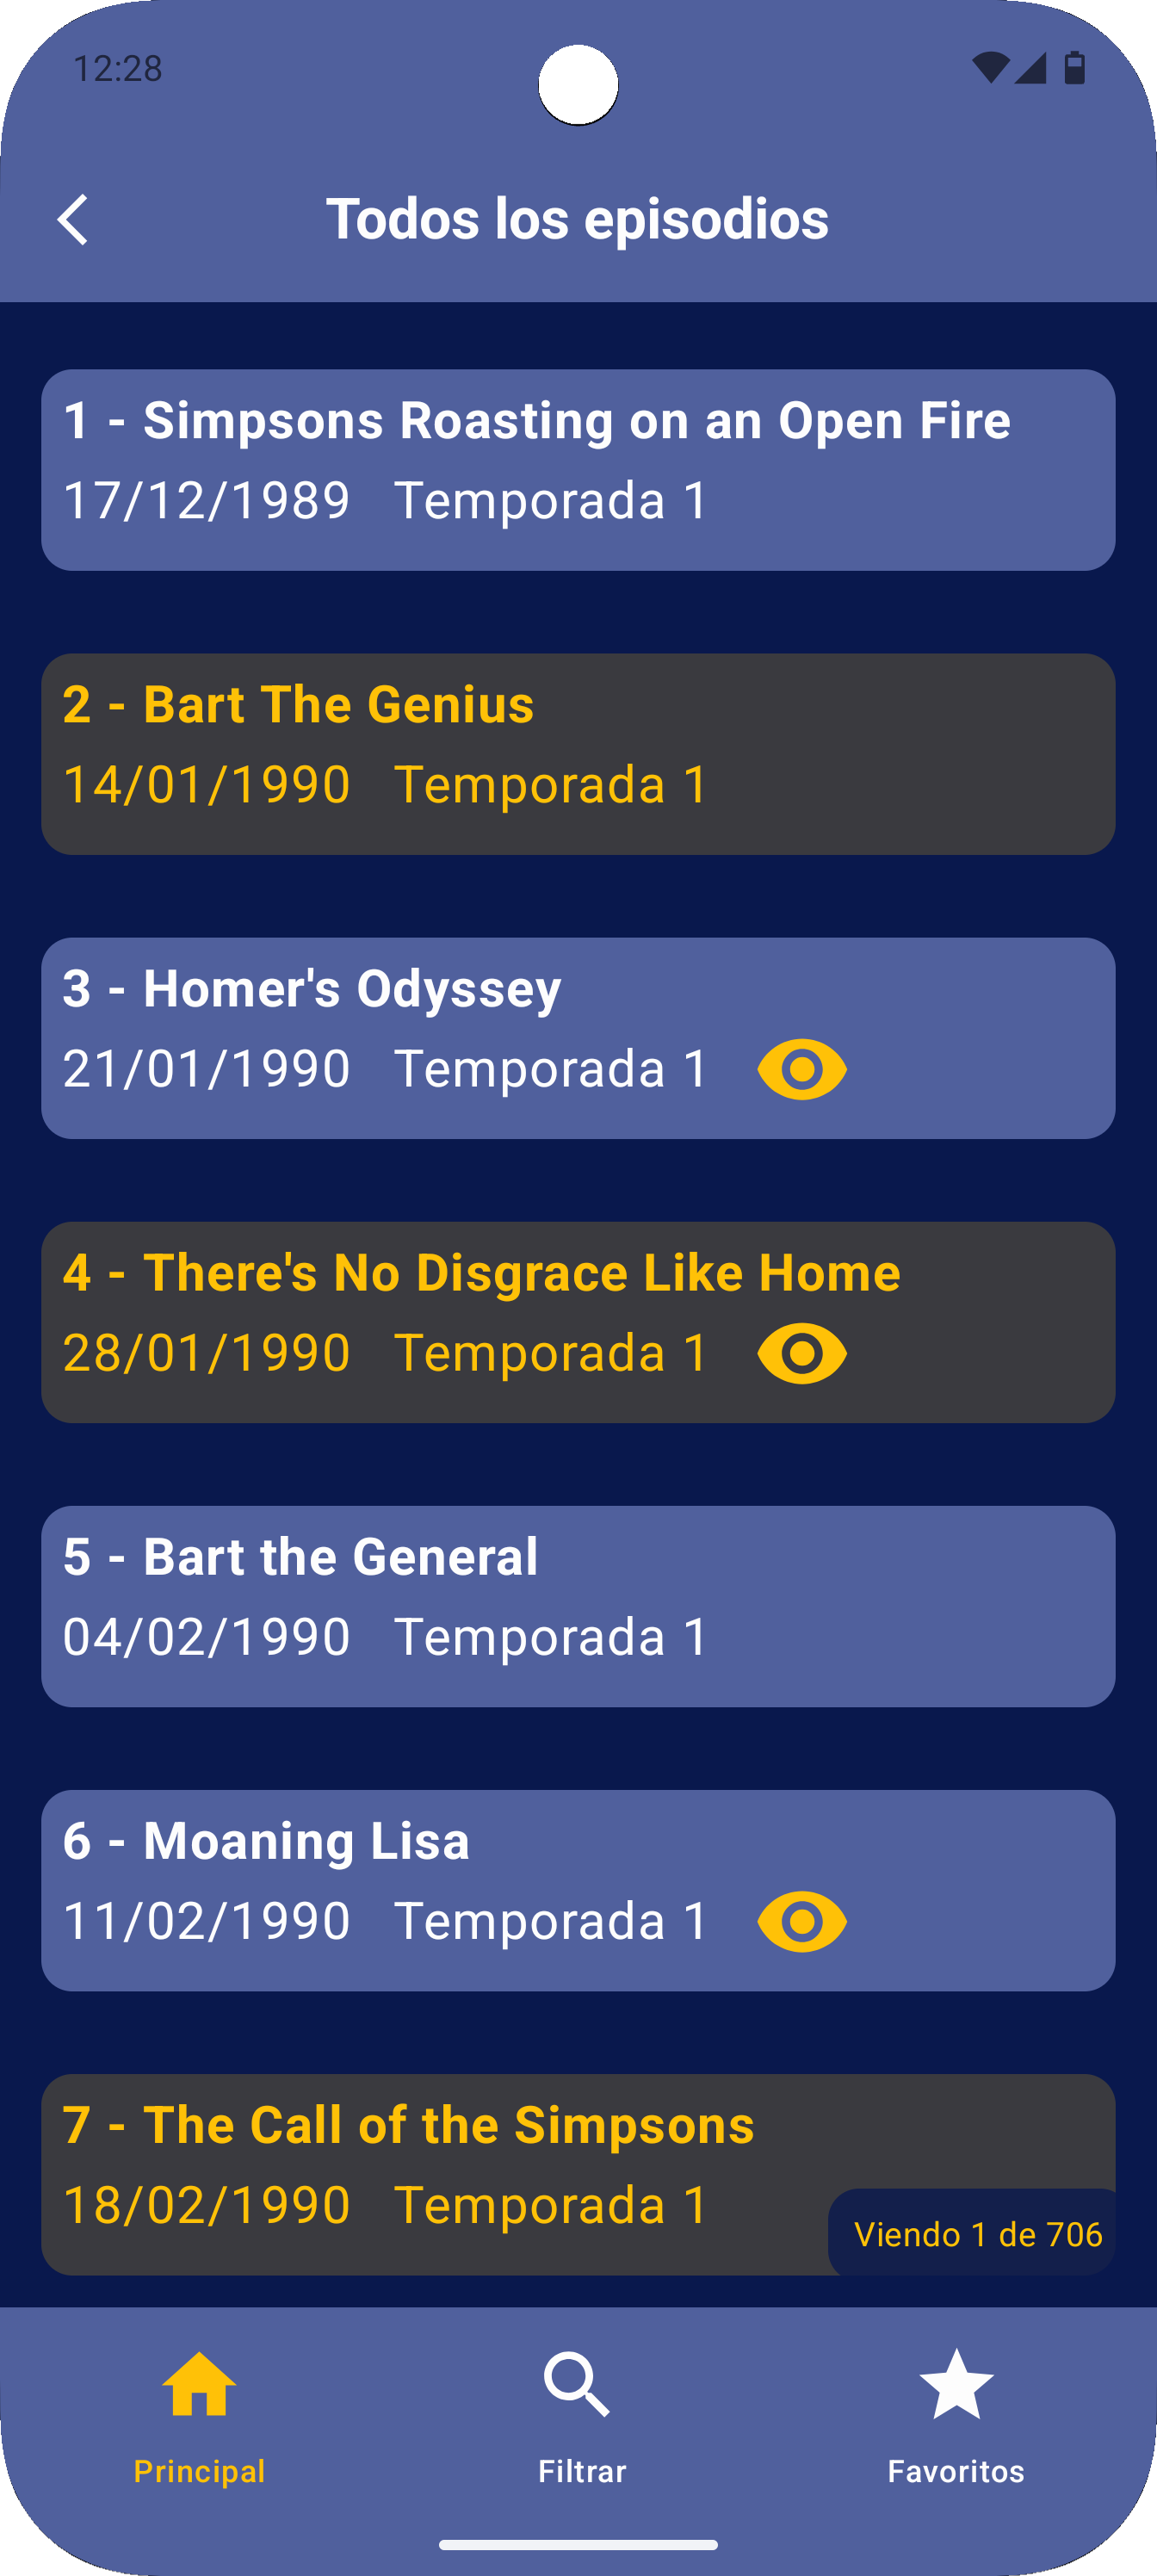 12:28
Todos los episodios
1 - Simpsons Roasting on an Open Fire
17/12/1989 Temporada 1
2 - Bart The Genius
14/01/1990 Temporada 1
3 - Homer's Odyssey
21/01/1990 Temporada 1
4 - There's No Disgrace Like Home
28/01/1990 Temporada 1
5 - Bart the General
04/02/1990 Temporada 1
6 - Moaning Lisa
11/02/1990 Temporada 1
7 - The Call of the Simpsons
18/02/1990 Temporada 1
Viendo 1 de 706
Principal Filtrar Favoritos